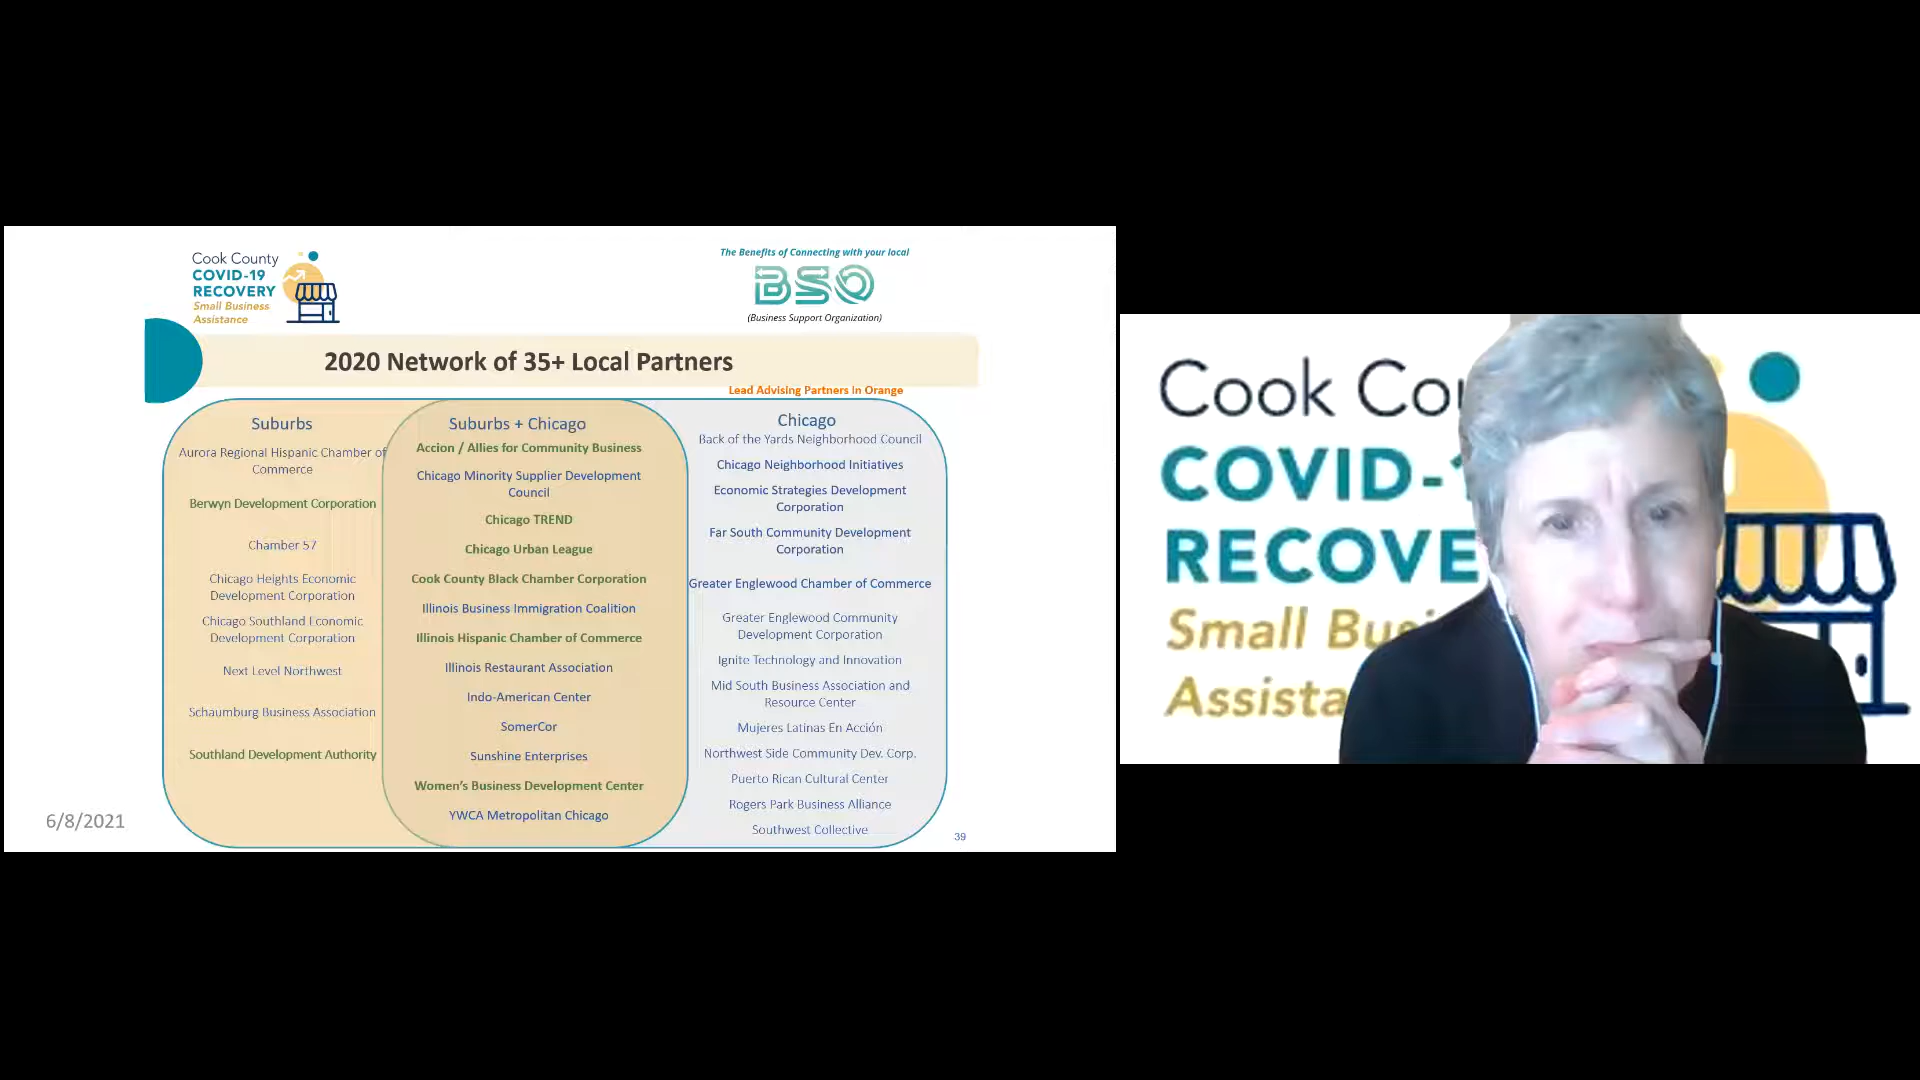 Cook County
COVID-19
RECOVERY
Small Business
Assistance
The Benefits of Connecting with your local
BSO
(Business Support Organization)
2020 Network of 35+ Local Partners
Lead Advising Partners In Orange
Suburbs
Aurora Regional Hispanic Chamber of
Commerce
Berwyn Development Corporation
Chamber 57
Chicago Heights Economic
Development Corporation
Chicago Southland Economic
Development Corporation
Next Level Northwest
Schaumburg Business Association
Southland Development Authority
Suburbs + Chicago
Accion / Allies for Community Business
Chicago Minority Supplier Development
Council
Chicago TREND
Chicago Urban League
Cook County Black Chamber Corporation
Illinois Business Immigration Coalition
Illinois Hispanic Chamber of Commerce
Illinois Restaurant Association
Indo-American Center
SomerCor
Sunshine Enterprises
Women's Business Development Center
YWCA Metropolitan Chicago
Chicago
Back of the Yards Neighborhood Council
Chicago Neighborhood Initiatives
Economic Strategies Development
Corporation
Far South Community Development
Corporation
Greater Englewood Chamber of Commerce
Greater Englewood Community
Development Corporation
Ignite Technology and Innovation
Mid South Business Association and
Resource Center
Mujeres Latinas En Acción
Northwest Side Community Dev. Corp.
Puerto Rican Cultural Center
Rogers Park Business Alliance
Southwest Collective
6/8/2021
39
Cook Cou
COVID-1
RECOVE
Small Busi
Assista